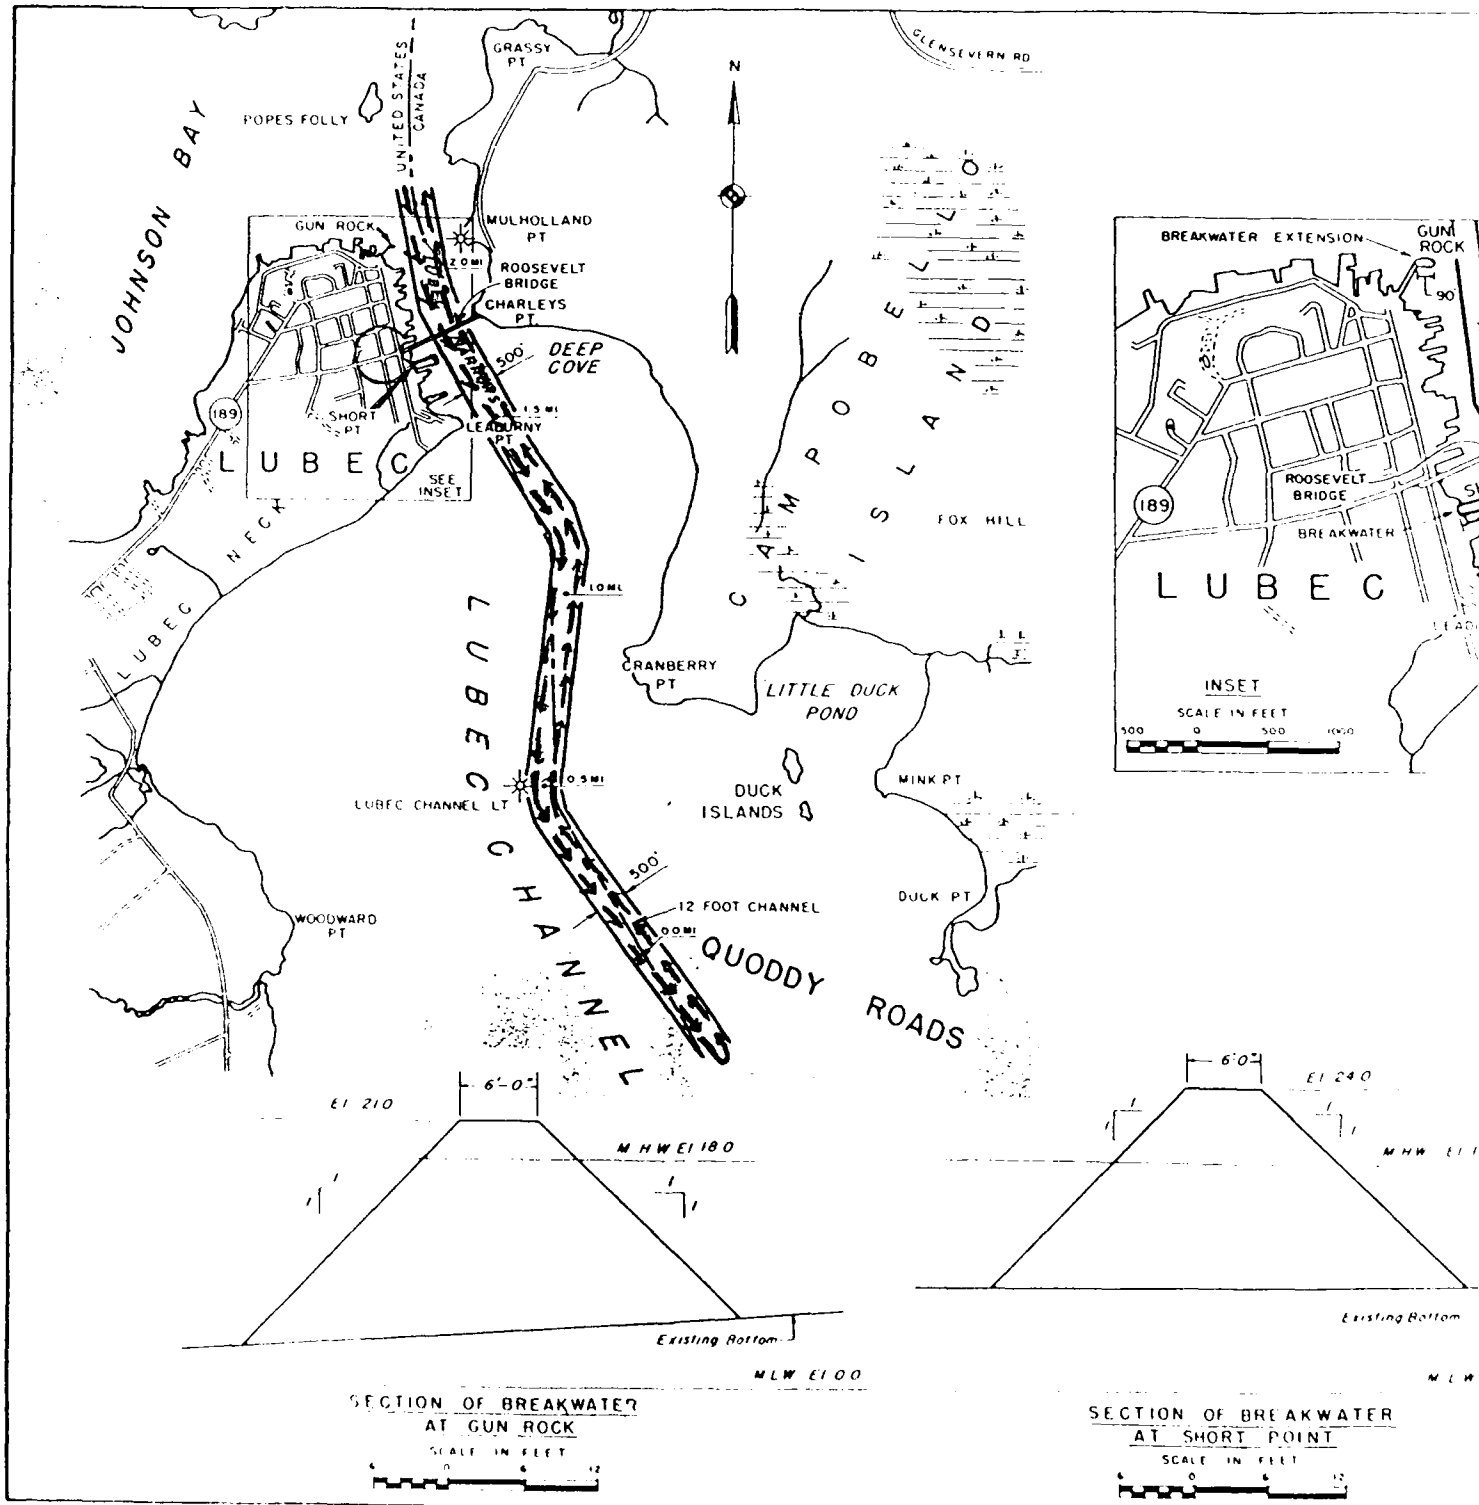 GRASSY
PT
GLENSEVERN RD
N
UNITED STATES
CANADA
POPES FOLLY
JOHNSON BAY
GUN ROCK
MULHOLLAND
PT
2.0 MI
ROOSEVELT
BRIDGE
CHARLEYS
PT.
LUBEC
NARROWS
500'
DEEP
COVE
1.5 MI
SHORT
PT
LEADURNY
PT
189
LUBEC
SEE
INSET
LUBEC NECK
CAMPOBELLO
ISLAND
FOX HILL
1.0 MI.
CRANBERRY
PT
LITTLE DUCK
POND
LUBEC CHANNEL
0.5 MI
LUBEC CHANNEL LT
DUCK
ISLANDS
MINK PT
500'
DUCK PT
12 FOOT CHANNEL
0.0 MI
WOODWARD
PT
QUODDY ROADS
BREAKWATER EXTENSION
GUN
ROCK
90'
ROOSEVELT
BRIDGE
189
BREAKWATER
LUBEC
INSET
SCALE IN FEET
500 0 500 1000
6'-0"
El 21.0
M H W El 18.0
1
1
1
1
Existing Bottom
M L W El 0.0
SECTION OF BREAKWATER
AT GUN ROCK
SCALE IN FEET
6 0 6 12
6'0"
El 24.0
1
1
1
1
M H W El 1
Existing Bottom
M L W
SECTION OF BREAKWATER
AT SHORT POINT
SCALE IN FEET
6 0 6 12